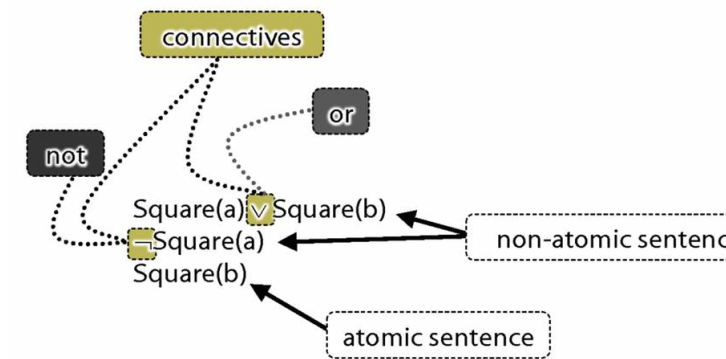 connectives
or
not
Square(a) ∨ Square(b)
¬Square(a)
Square(b)
non-atomic sentenc
atomic sentence